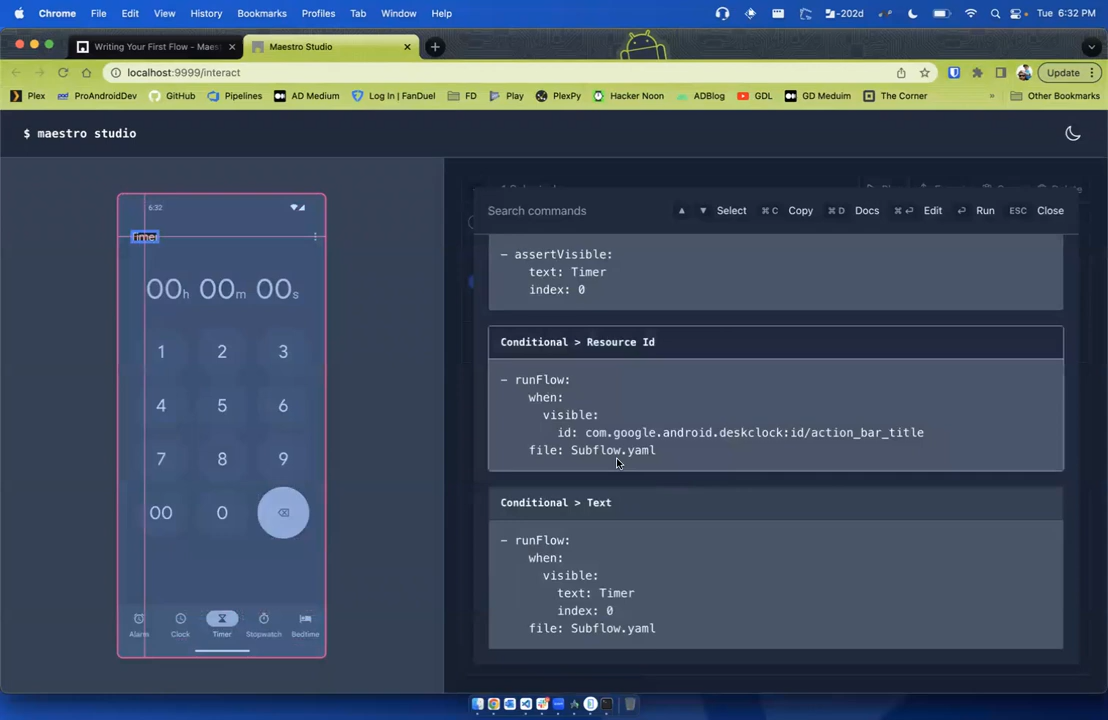 Chrome File Edit View History Bookmarks Profiles Tab Window Help -202d Tue 6:32 PM
Writing Your First Flow - Maes Maestro Studio
localhost:9999/interact Update
Plex ProAndroidDev GitHub Pipelines AD Medium Log In | FanDuel FD Play PlexPy Hacker Noon ADBlog GDL GD Meduim The Corner » Other Bookmarks
$ maestro studio
6:32
Timer
00h 00m 00s
1 2 3
4 5 6
7 8 9
00 0
Alarm Clock Timer Stopwatch Bedtime
Search commands ▲ ▼ Select ⌘ C Copy ⌘ D Docs ⌘ ⏎ Edit ⏎ Run ESC Close
- assertVisible:
text: Timer
index: 0
Conditional > Resource Id
- runFlow:
when:
visible:
id: com.google.android.deskclock:id/action_bar_title
file: Subflow.yaml
Conditional > Text
- runFlow:
when:
visible:
text: Timer
index: 0
file: Subflow.yaml